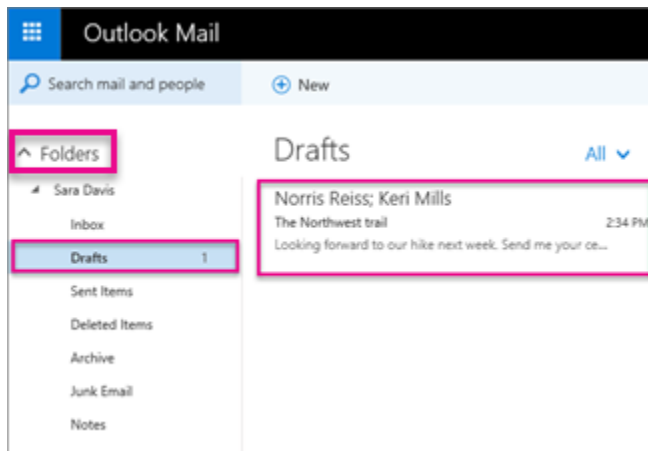 Outlook Mail
Search mail and people
New
Folders
Drafts
All
Sara Davis
Norris Reiss; Keri Mills
Inbox
The Northwest trail 2:34 PM
Drafts 1
Looking forward to our hike next week. Send me your ce...
Sent Items
Deleted Items
Archive
Junk Email
Notes